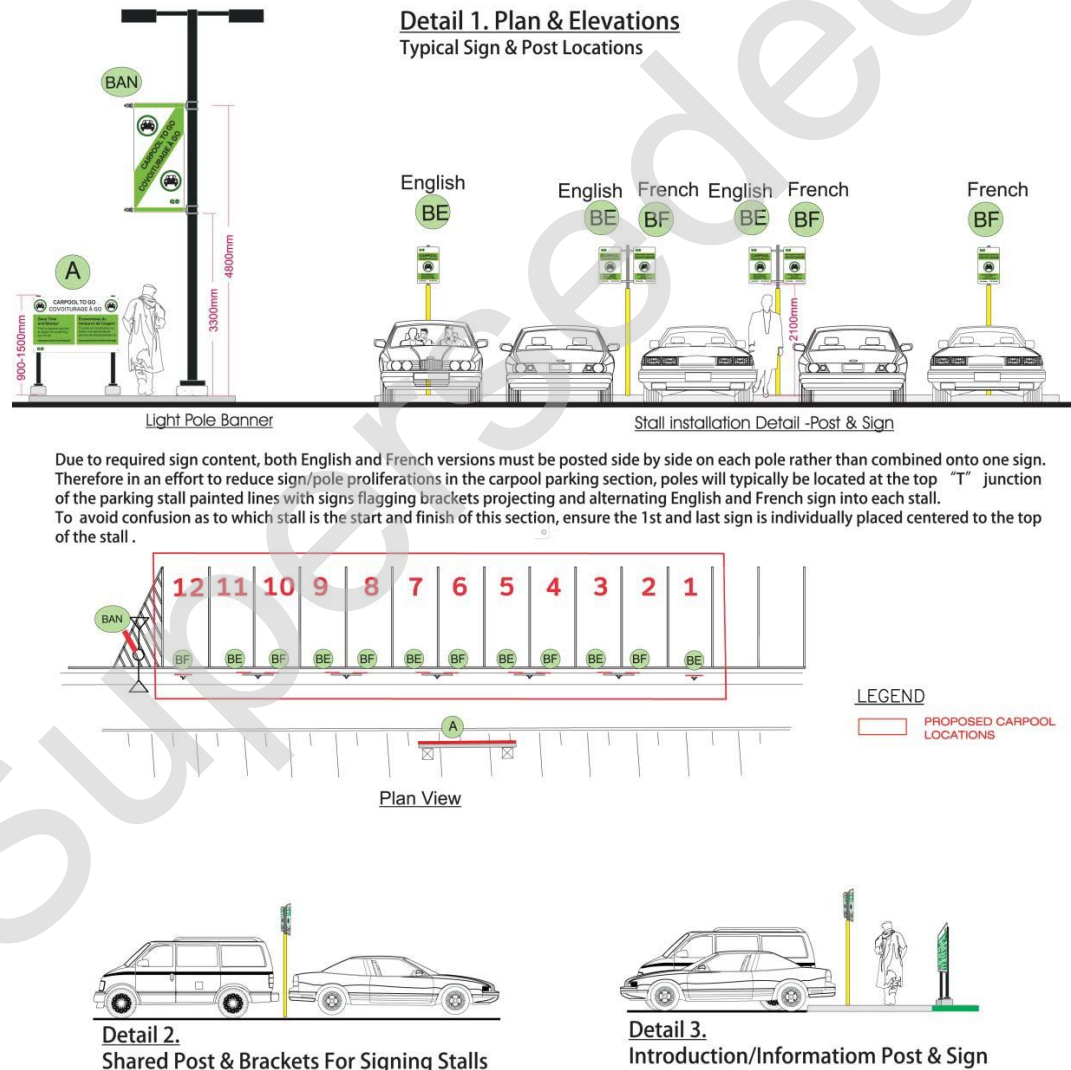 Detail 1. Plan & Elevations
Typical Sign & Post Locations
BAN
CARPOOL TO GO
COVOITURAGE À GO
GO
4800mm
3300mm
A
CARPOOL TO GO
COVOITURAGE À GO
Save Time
and Money!
GO
900-1500mm
Light Pole Banner
English
BE
English
BE
French
BF
English
BE
French
BF
French
BF
2100mm
Stall installation Detail -Post & Sign
Due to required sign content, both English and French versions must be posted side by side on each pole rather than combined onto one sign.
Therefore in an effort to reduce sign/pole proliferations in the carpool parking section, poles will typically be located at the top "T" junction
of the parking stall painted lines with signs flagging brackets projecting and alternating English and French sign into each stall.
To avoid confusion as to which stall is the start and finish of this section, ensure the 1st and last sign is individually placed centered to the top
of the stall .
12 11 10 9 8 7 6 5 4 3 2 1
BAN
BF BE BF BE BF BE BF BE BF BE BF BE
A
Plan View
LEGEND
PROPOSED CARPOOL
LOCATIONS
Detail 2.
Shared Post & Brackets For Signing Stalls
Detail 3.
Introduction/Informatiom Post & Sign
Superseded